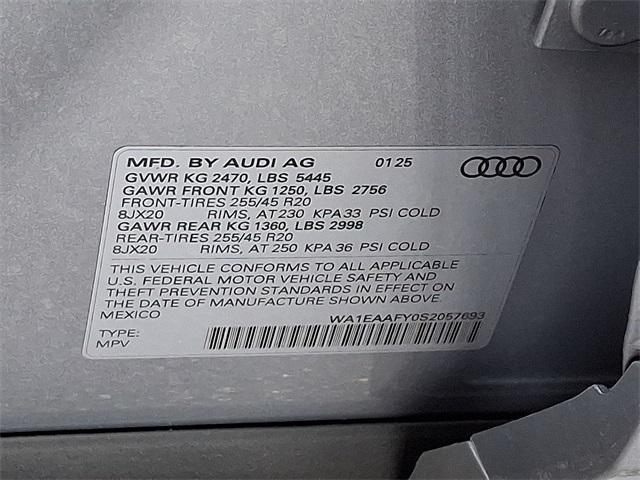 MFD. BY AUDI AG 01 25
GVWR KG 2470, LBS 5445
GAWR FRONT KG 1250, LBS 2756
FRONT-TIRES 255/45 R20
8JX20 RIMS, AT 230 KPA 33 PSI COLD
GAWR REAR KG 1360, LBS 2998
REAR-TIRES 255/45 R20
8JX20 RIMS, AT 250 KPA 36 PSI COLD
THIS VEHICLE CONFORMS TO ALL APPLICABLE
U.S. FEDERAL MOTOR VEHICLE SAFETY AND
THEFT PREVENTION STANDARDS IN EFFECT ON
THE DATE OF MANUFACTURE SHOWN ABOVE.
MEXICO WA1EAAFY0S2057693
TYPE:
MPV